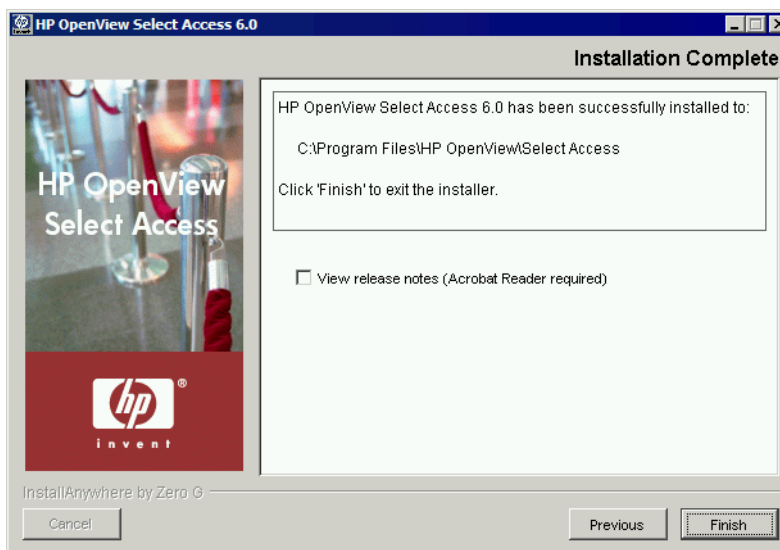 HP OpenView Select Access 6.0
Installation Complete
HP OpenView
Select Access
hp
®
invent
HP OpenView Select Access 6.0 has been successfully installed to:
C:\Program Files\HP OpenView\Select Access
Click 'Finish' to exit the installer.
View release notes (Acrobat Reader required)
InstallAnywhere by Zero G
Cancel
Previous
Finish